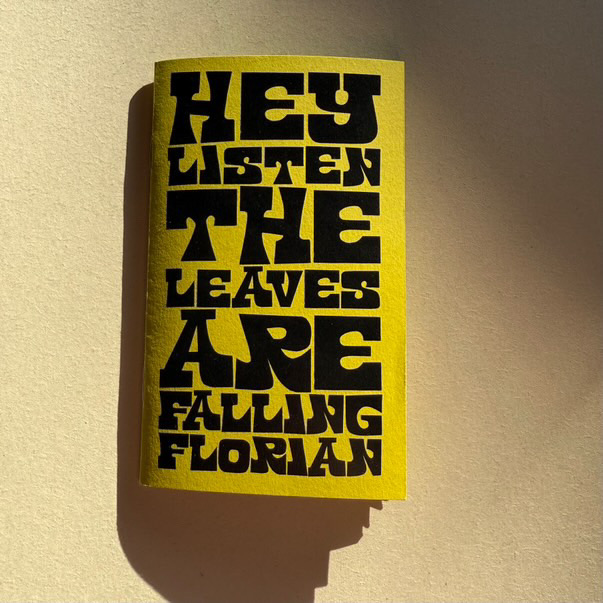 HEY
LISTEN
THE
LEAVES
ARE
FALLING
FLORIAN